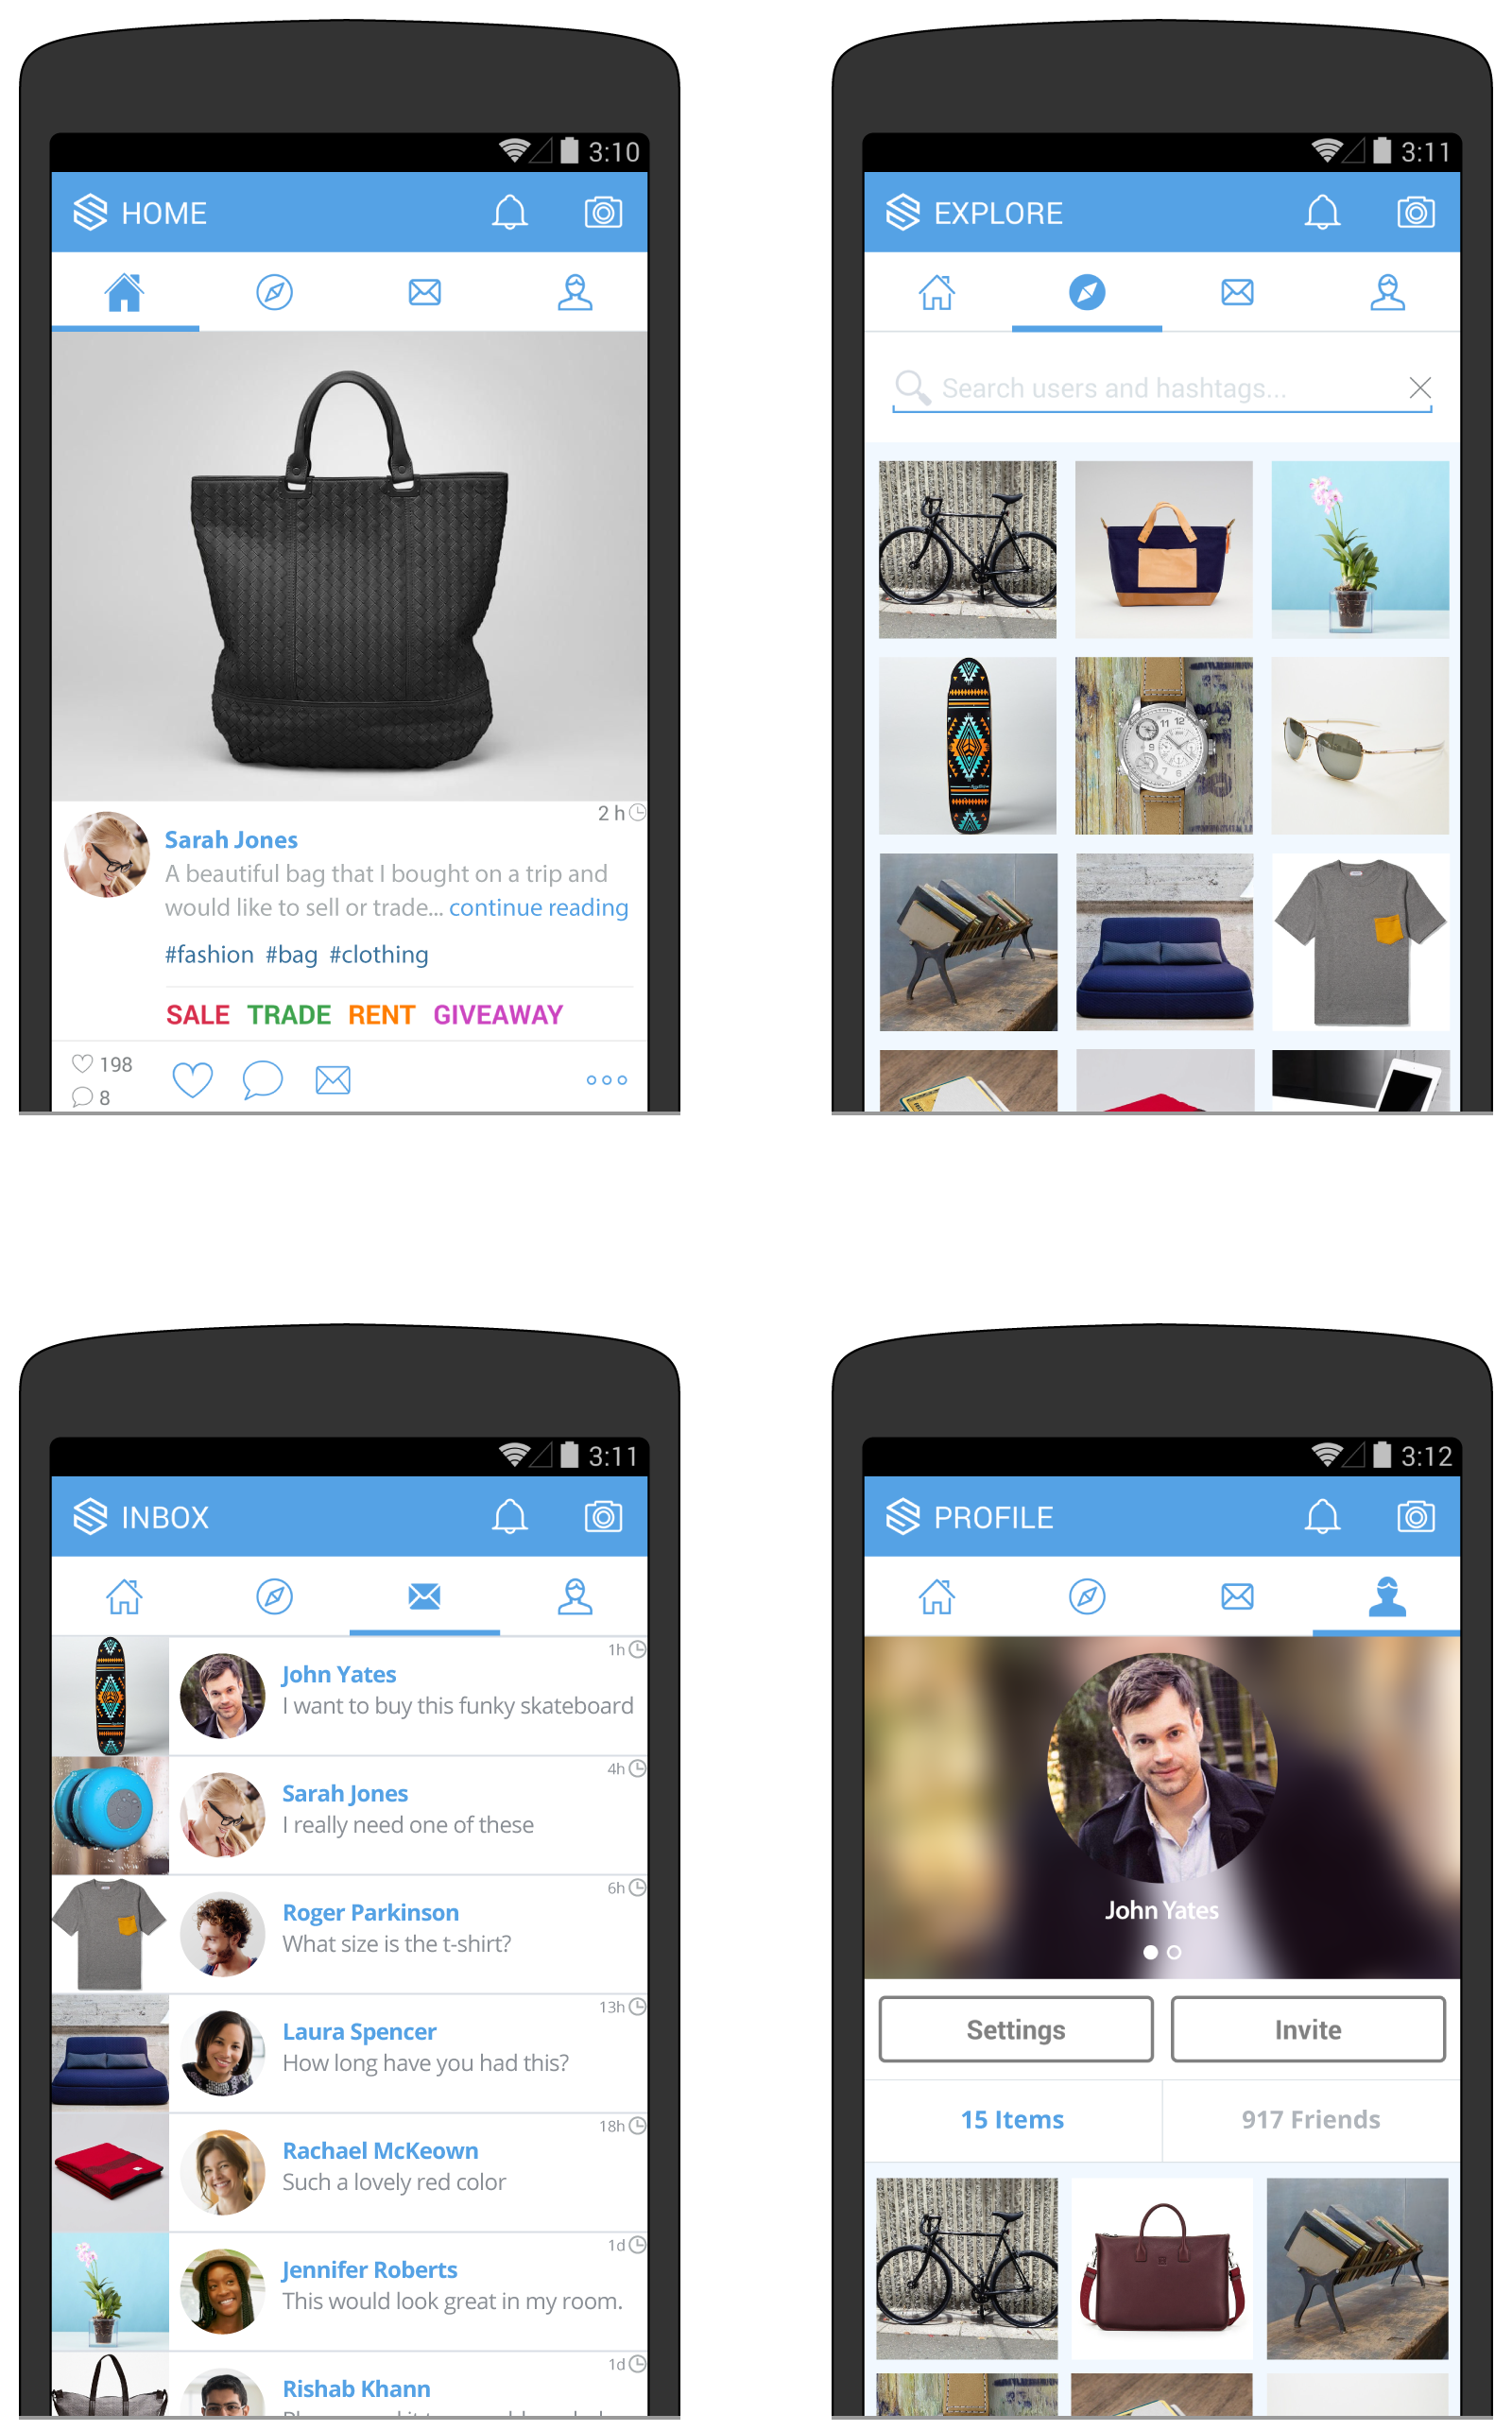 3:10
HOME
2 h
Sarah Jones
A beautiful bag that I bought on a trip and
would like to sell or trade... continue reading
#fashion #bag #clothing
SALE TRADE RENT GIVEAWAY
198
8
3:11
EXPLORE
Search users and hashtags...
3:11
INBOX
1h
John Yates
I want to buy this funky skateboard
4h
Sarah Jones
I really need one of these
6h
Roger Parkinson
What size is the t-shirt?
13h
Laura Spencer
How long have you had this?
18h
Rachael McKeown
Such a lovely red color
1d
Jennifer Roberts
This would look great in my room.
1d
Rishab Khann
3:12
PROFILE
John Yates
Settings Invite
15 Items 917 Friends